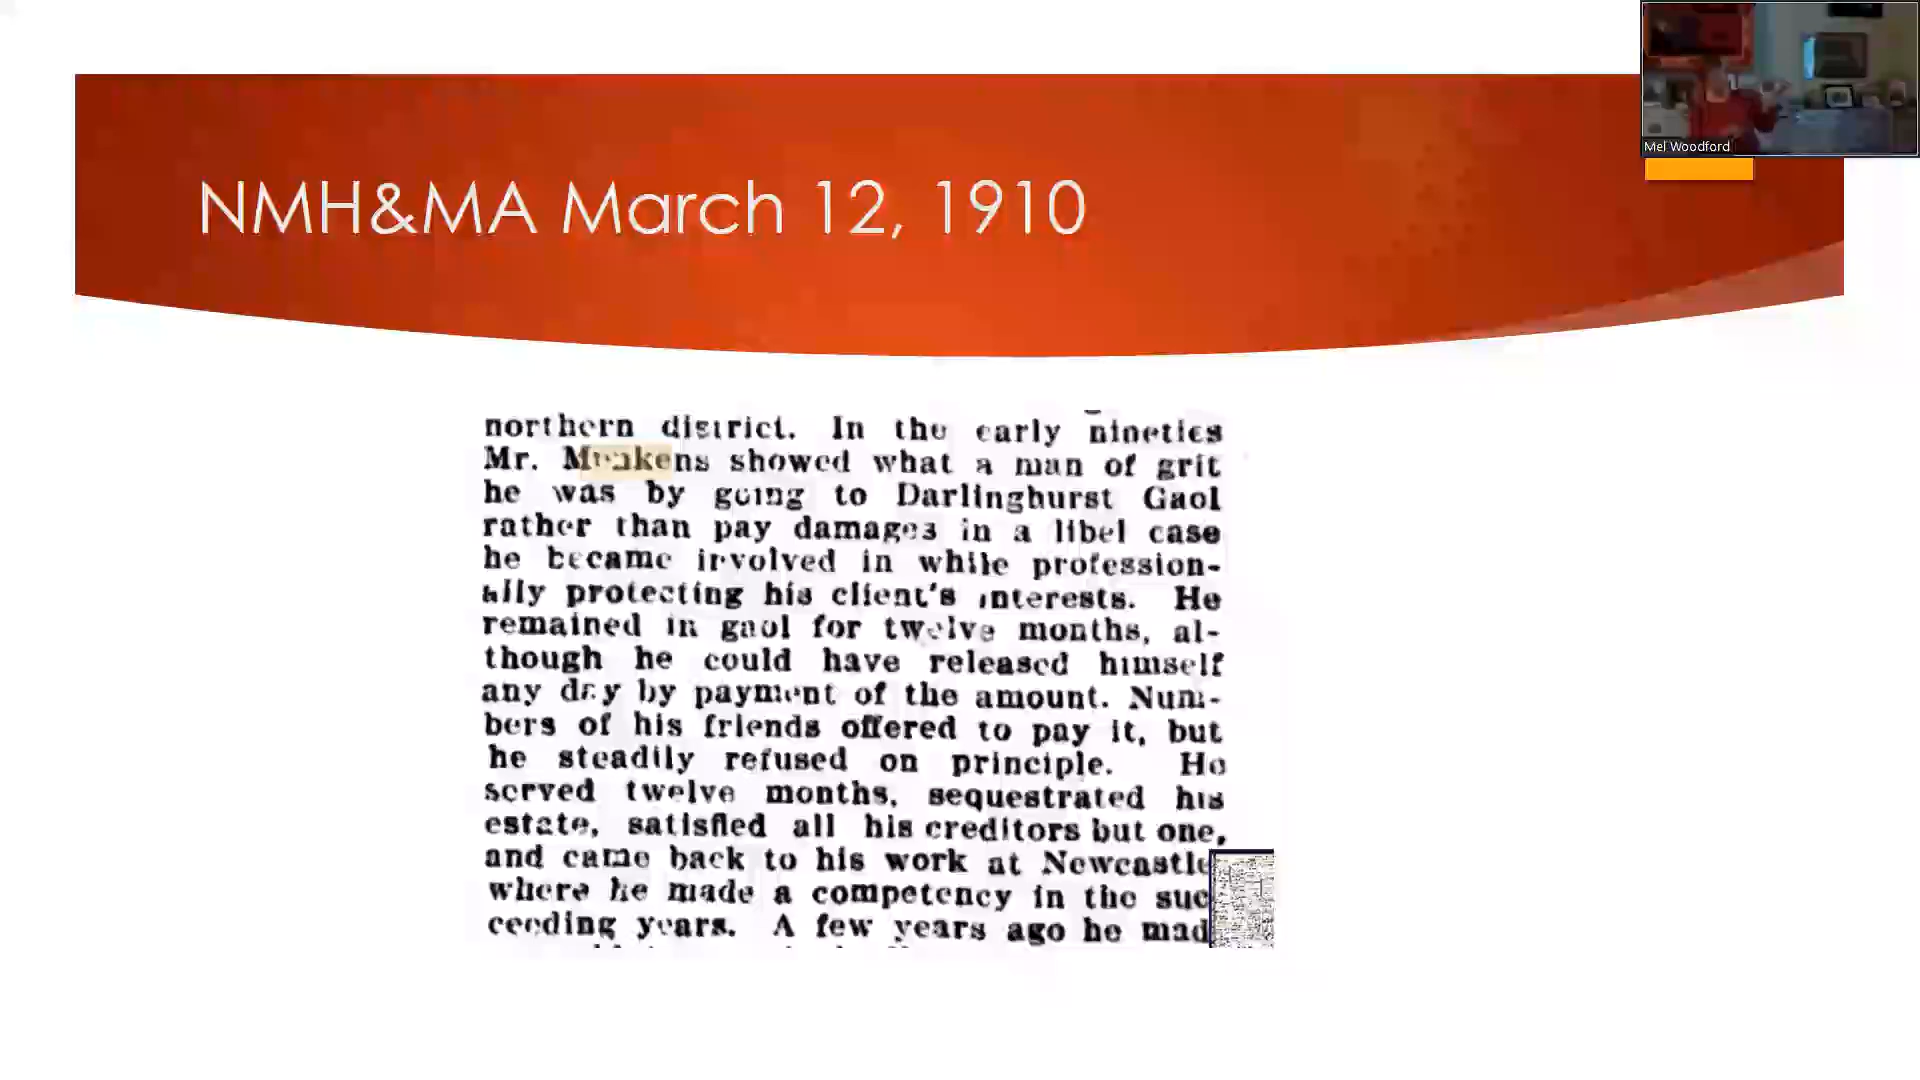 NMH&MA March 12, 1910
Mel Woodford
northern district. In the early nineties
Mr. Meakens showed what a man of grit
he was by going to Darlinghurst Gaol
rather than pay damages in a libel case
he became involved in while profession-
ally protecting his client's interests. He
remained in gaol for twelve months, al-
though he could have released himself
any day by payment of the amount. Num-
bers of his friends offered to pay it, but
he steadily refused on principle. He
served twelve months, sequestrated his
estate, satisfied all his creditors but one,
and came back to his work at Newcastle
where he made a competency in the suc
ceeding years. A few years ago he mad